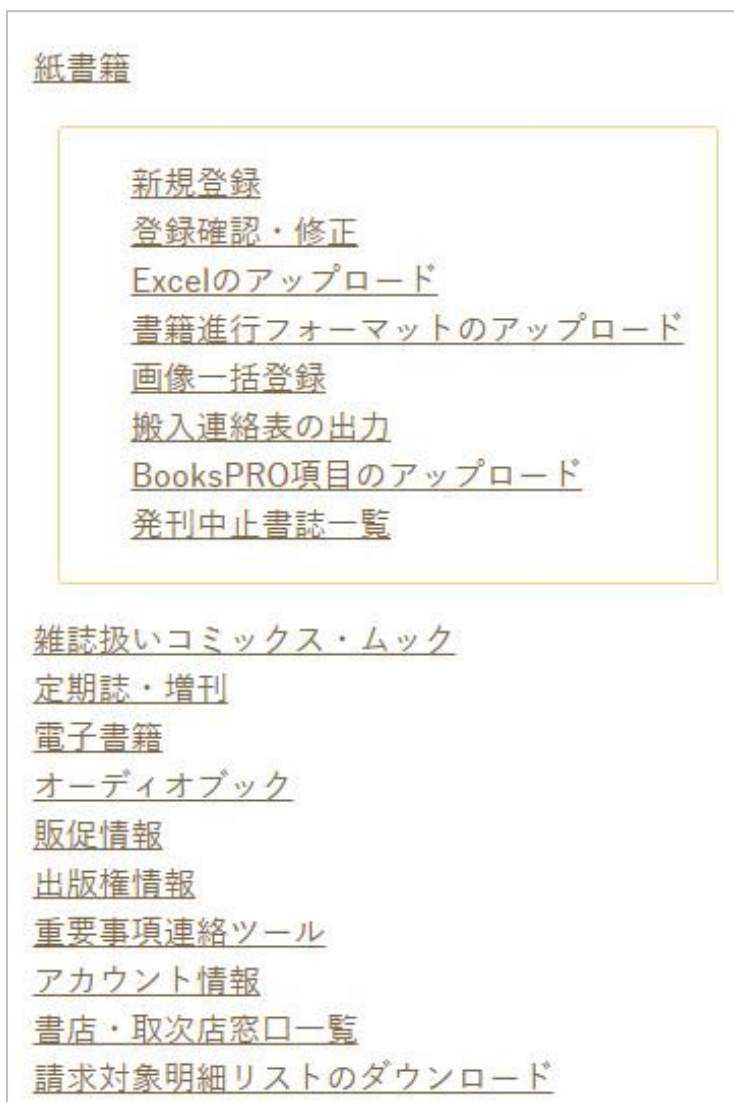 紙書籍
新規登録
登録確認・修正
Excelのアップロード
書籍進行フォーマットのアップロード
画像一括登録
搬入連絡表の出力
BooksPRO項目のアップロード
発刊中止書誌一覧
雑誌扱いコミックス・ムック
定期誌・増刊
電子書籍
オーディオブック
販促情報
出版権情報
重要事項連絡ツール
アカウント情報
書店・取次店窓口一覧
請求対象明細リストのダウンロード